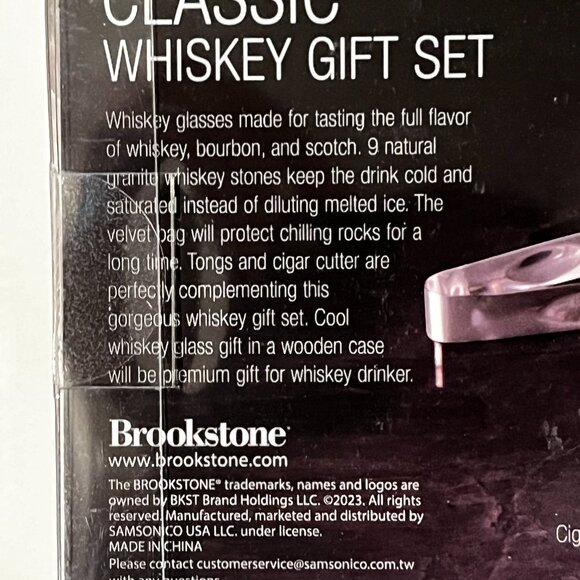 CLASSIC
WHISKEY GIFT SET
Whiskey glasses made for tasting the full flavor
of whiskey, bourbon, and scotch. 9 natural
granite whiskey stones keep the drink cold and
saturated instead of diluting melted ice. The
velvet bag will protect chilling rocks for a
long time. Tongs and cigar cutter are
perfectly complementing this
gorgeous whiskey gift set. Cool
whiskey glass gift in a wooden case
will be premium gift for whiskey drinker.
Brookstone
www.brookstone.com
The BROOKSTONE® trademarks, names and logos are
owned by BKST Brand Holdings LLC. ©2023. All rights
reserved. Manufactured, marketed and distributed by
SAMSONICO USA LLC. under license.
MADE IN CHINA
Please contact customerservice@samsonico.com.tw
with any questions
Cig